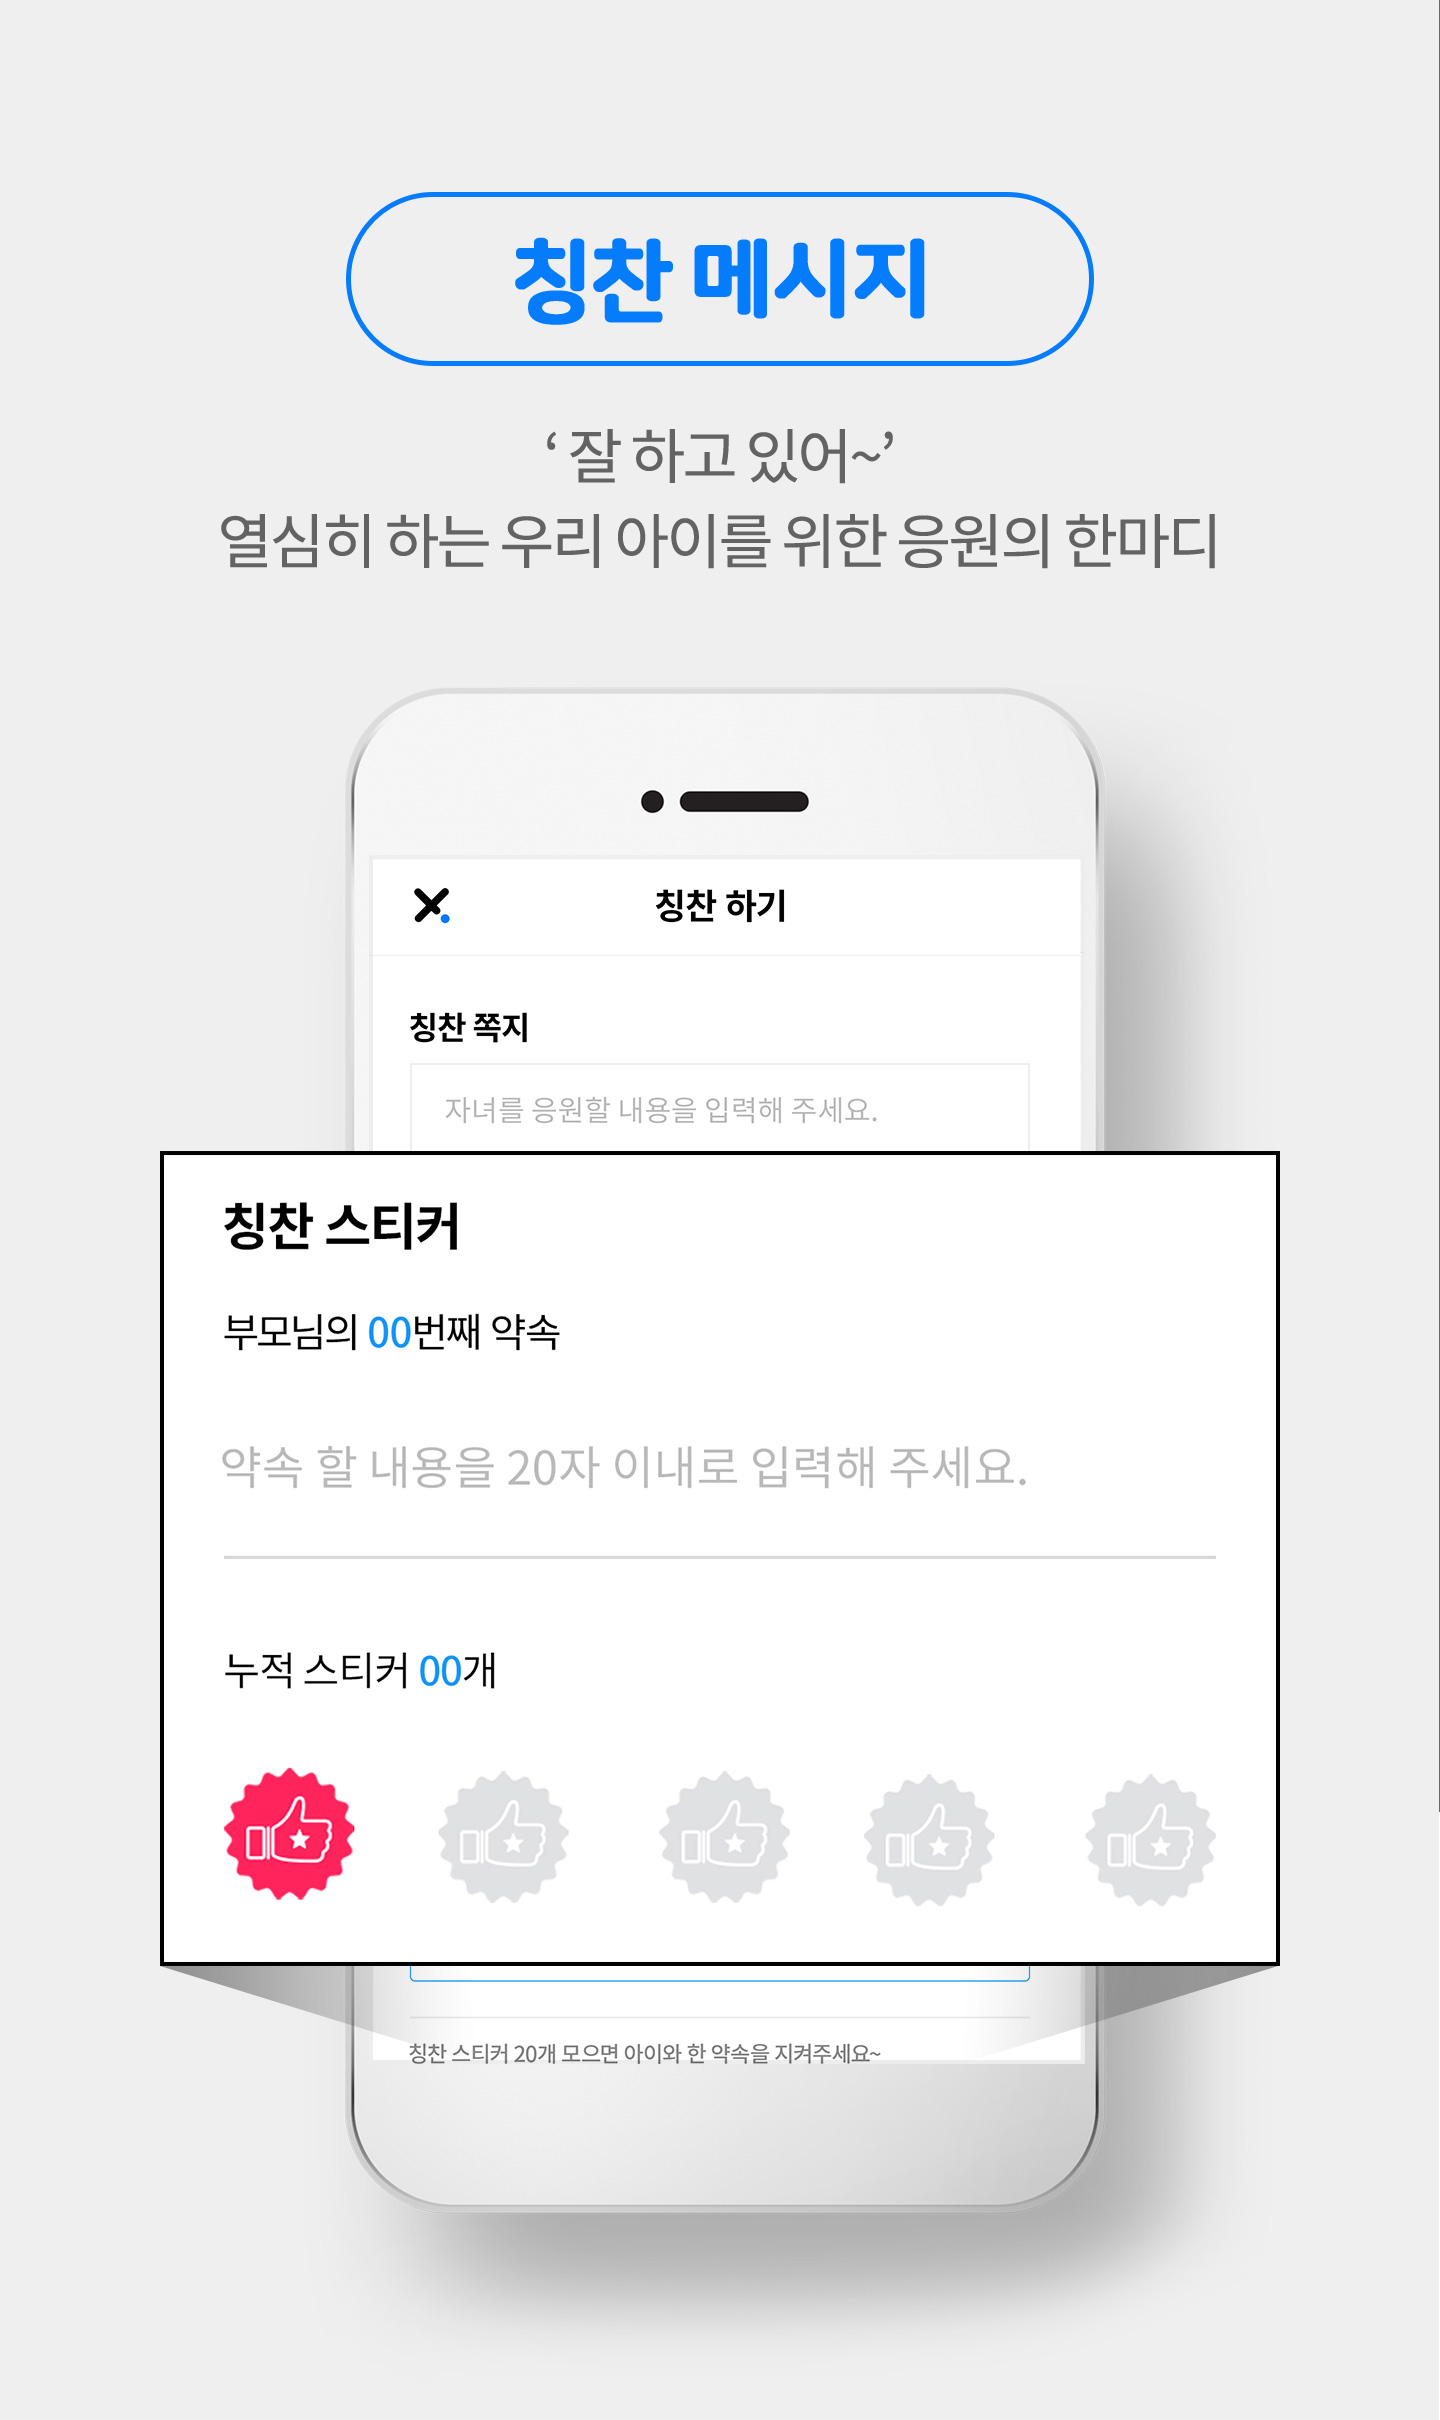 칭찬 메시지
‘ 잘 하고 있어~’
열심히 하는 우리 아이를 위한 응원의 한마디
칭찬 하기
칭찬 쪽지
자녀를 응원할 내용을 입력해 주세요.
칭찬 스티커
부모님의 00번째 약속
약속 할 내용을 20자 이내로 입력해 주세요.
누적 스티커 00개
칭찬 스티커 20개 모으면 아이와 한 약속을 지켜주세요~